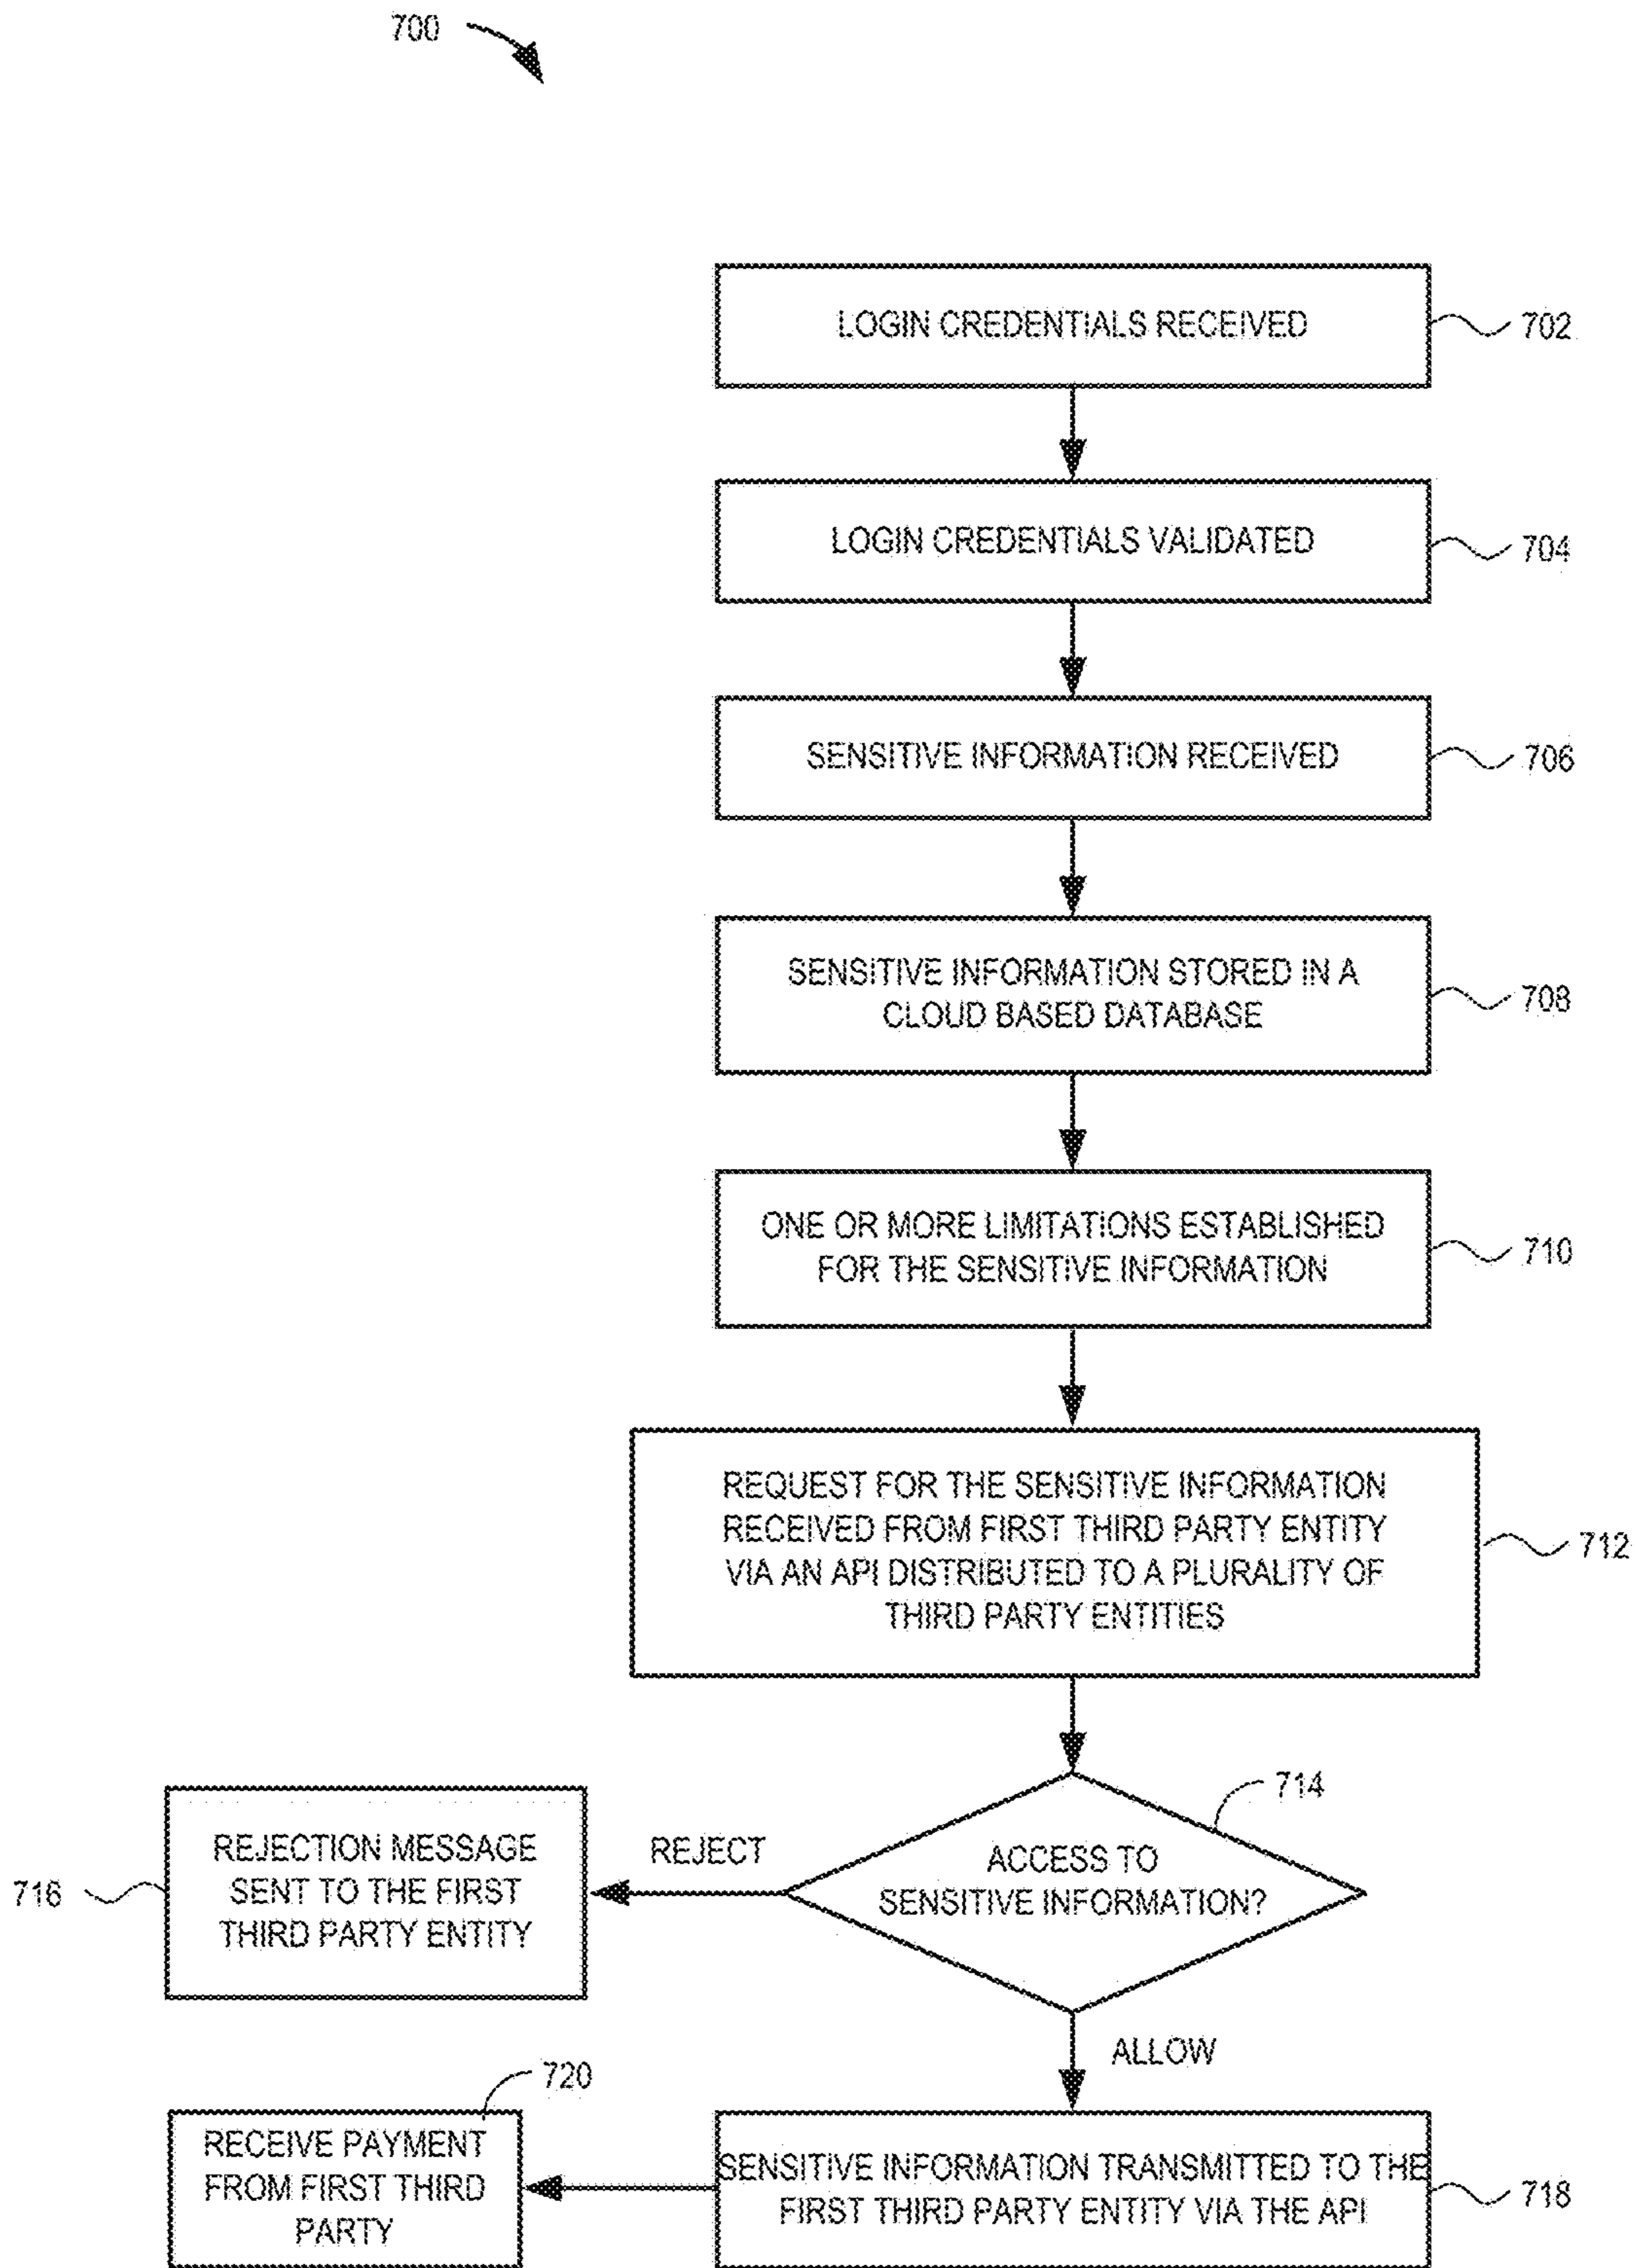 700
LOGIN CREDENTIALS RECEIVED
702
LOGIN CREDENTIALS VALIDATED
704
SENSITIVE INFORMATION RECEIVED
706
SENSITIVE INFORMATION STORED IN A
CLOUD BASED DATABASE
708
ONE OR MORE LIMITATIONS ESTABLISHED
FOR THE SENSITIVE INFORMATION
710
REQUEST FOR THE SENSITIVE INFORMATION
RECEIVED FROM FIRST THIRD PARTY ENTITY
VIA AN API DISTRIBUTED TO A PLURALITY OF
THIRD PARTY ENTITIES
712
714
ACCESS TO
SENSITIVE INFORMATION?
REJECT
REJECTION MESSAGE
SENT TO THE FIRST
THIRD PARTY ENTITY
716
ALLOW
SENSITIVE INFORMATION TRANSMITTED TO THE
FIRST THIRD PARTY ENTITY VIA THE API
718
720
RECEIVE PAYMENT
FROM FIRST THIRD
PARTY